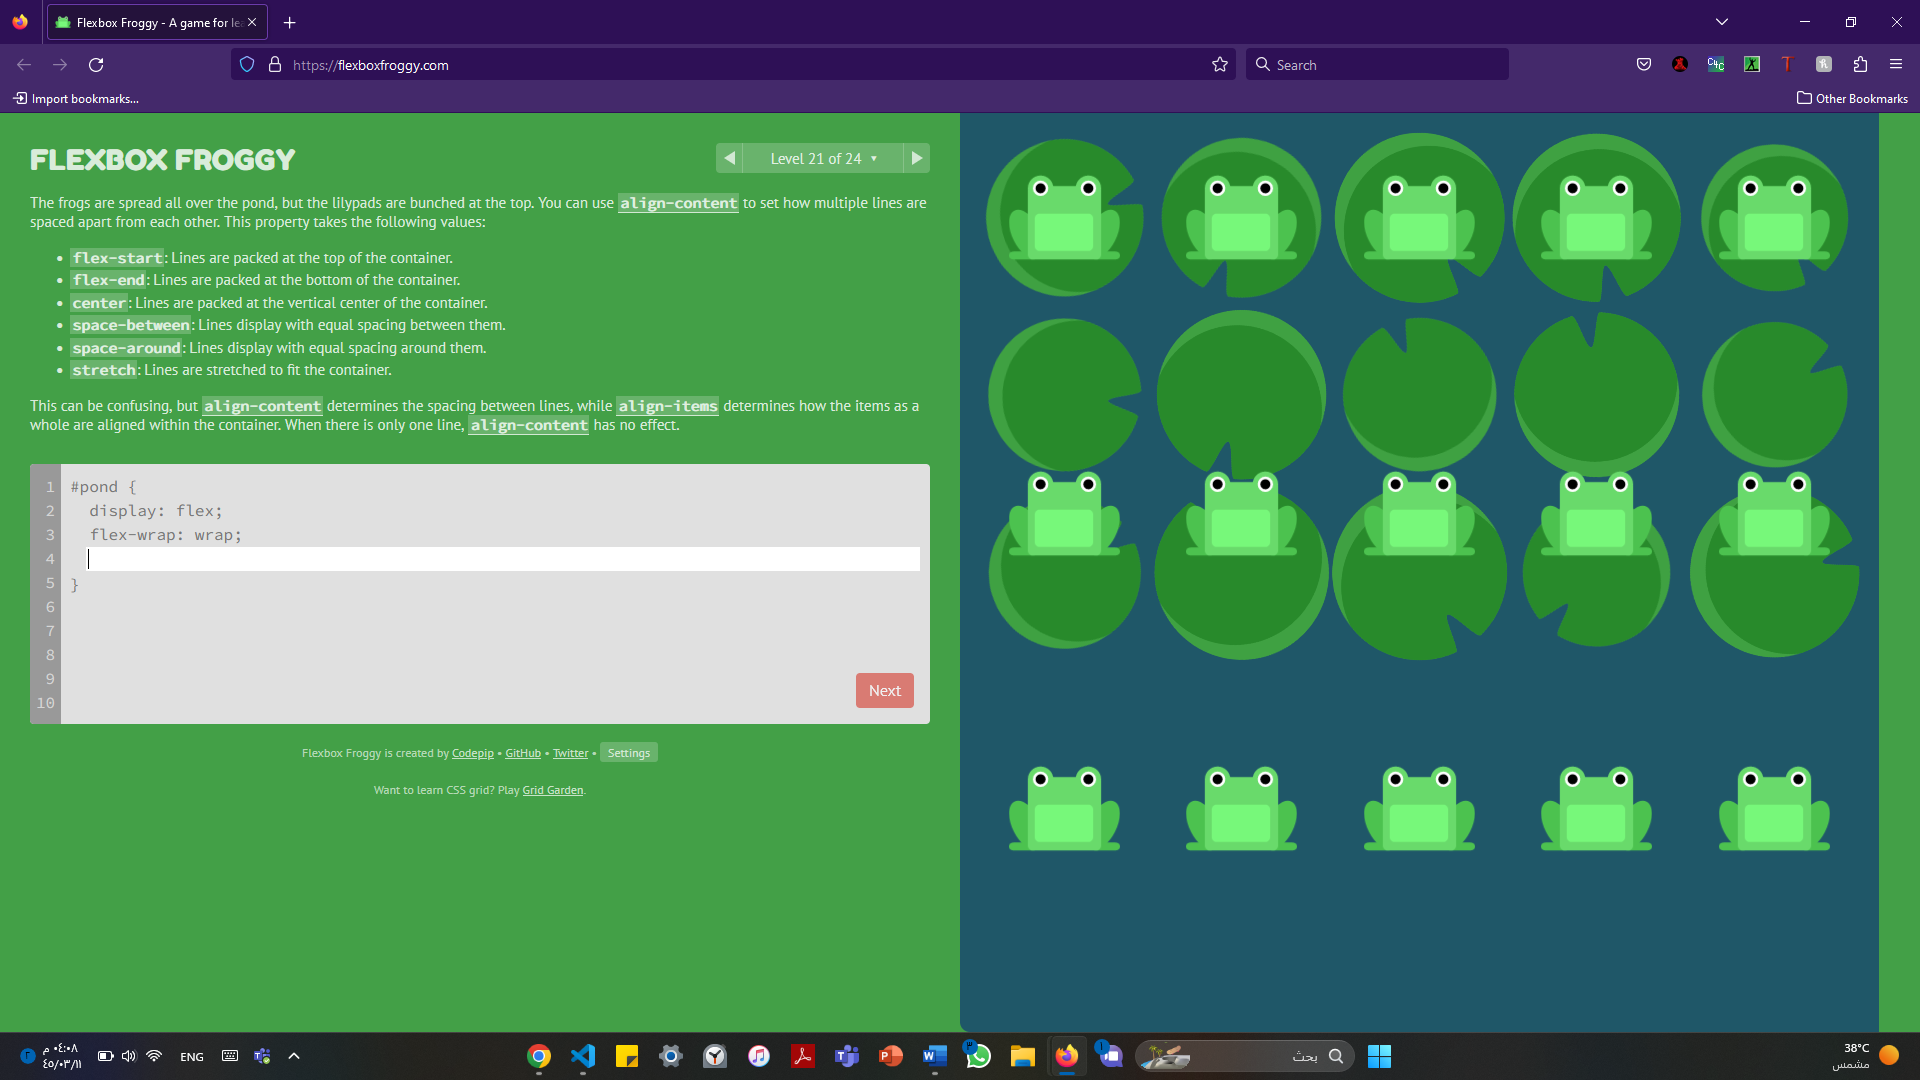 Flexbox Froggy - A game for le
https://flexboxfroggy.com
Search
Import bookmarks...
Other Bookmarks
FLEXBOX FROGGY
Level 21 of 24 ▼
The frogs are spread all over the pond, but the lilypads are bunched at the top. You can use align-content to set how multiple lines are
spaced apart from each other. This property takes the following values:
• flex-start: Lines are packed at the top of the container.
• flex-end: Lines are packed at the bottom of the container.
• center: Lines are packed at the vertical center of the container.
• space-between: Lines display with equal spacing between them.
• space-around: Lines display with equal spacing around them.
• stretch: Lines are stretched to fit the container.
This can be confusing, but align-content determines the spacing between lines, while align-items determines how the items as a
whole are aligned within the container. When there is only one line, align-content has no effect.
1 #pond {
2 display: flex;
3 flex-wrap: wrap;
4
5 }
6
7
8
9
10
Next
Flexbox Froggy is created by Codepip • GitHub • Twitter • Settings
Want to learn CSS grid? Play Grid Garden.
٠٤:٠٨ م
٤٥/٠٣/١١
ENG
بحث
38°C
مشمس